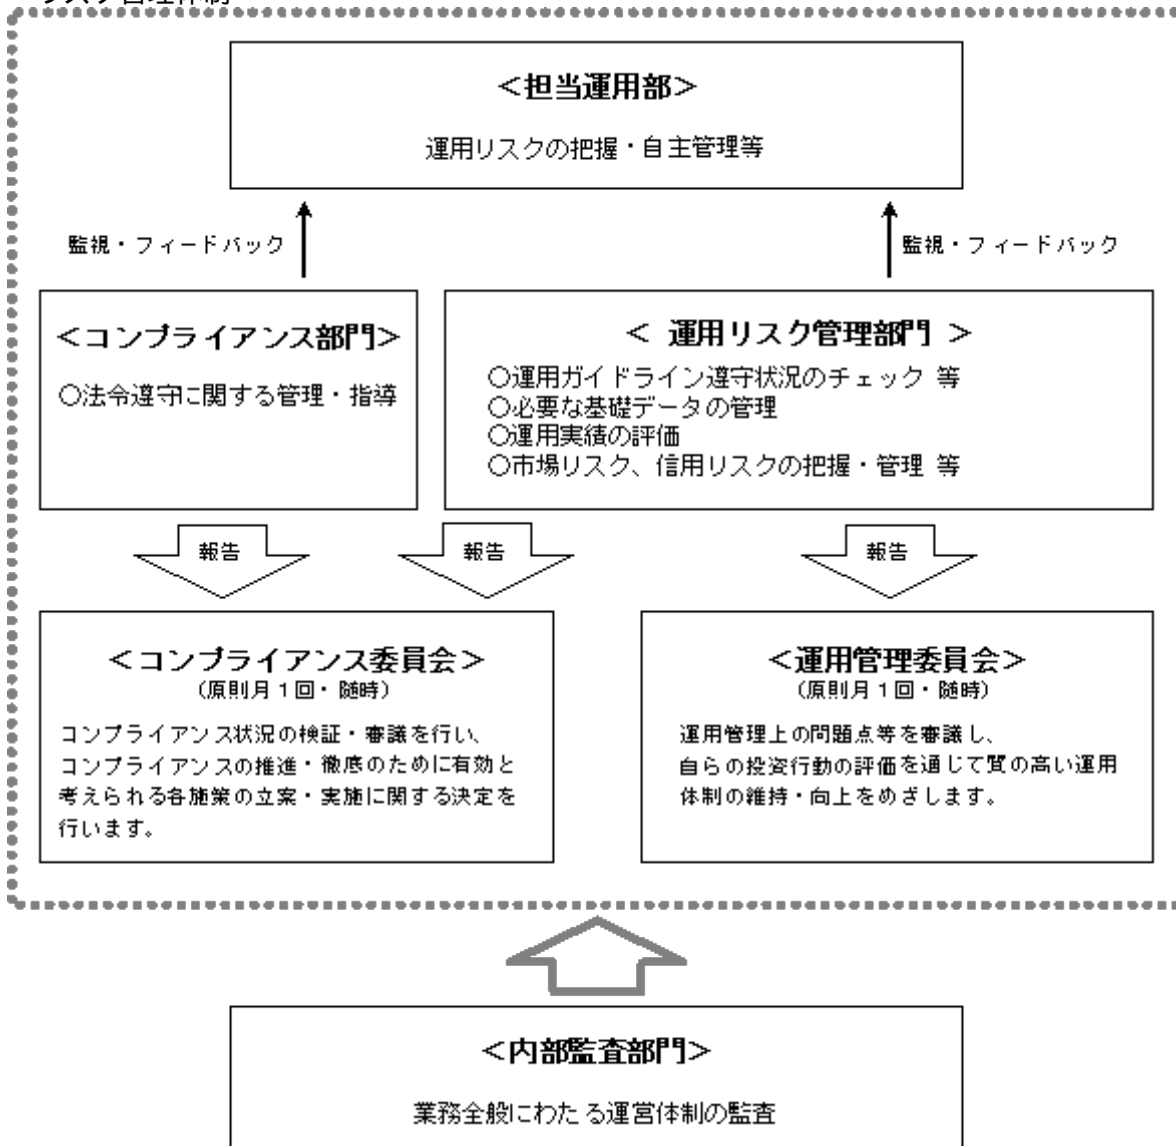 リスク管理体制
＜担当運用部＞
運用リスクの把握・自主管理等
監視・フィードバック
監視・フィードバック
＜コンプライアンス部門＞
○法令遵守に関する管理・指導
＜ 運用リスク管理部門 ＞
○運用ガイドライン遵守状況のチェック 等
○必要な基礎データの管理
○運用実績の評価
○市場リスク、信用リスクの把握・管理 等
報告
報告
報告
＜コンプライアンス委員会＞
（原則月１回・随時）
コンプライアンス状況の検証・審議を行い、
コンプライアンスの推進・徹底のために有効と
考えられる各施策の立案・実施に関する決定を
行います。
＜運用管理委員会＞
（原則月１回・随時）
運用管理上の問題点等を審議し、
自らの投資行動の評価を通じて質の高い運用
体制の維持・向上をめざします。
＜内部監査部門＞
業務全般にわたる運営体制の監査